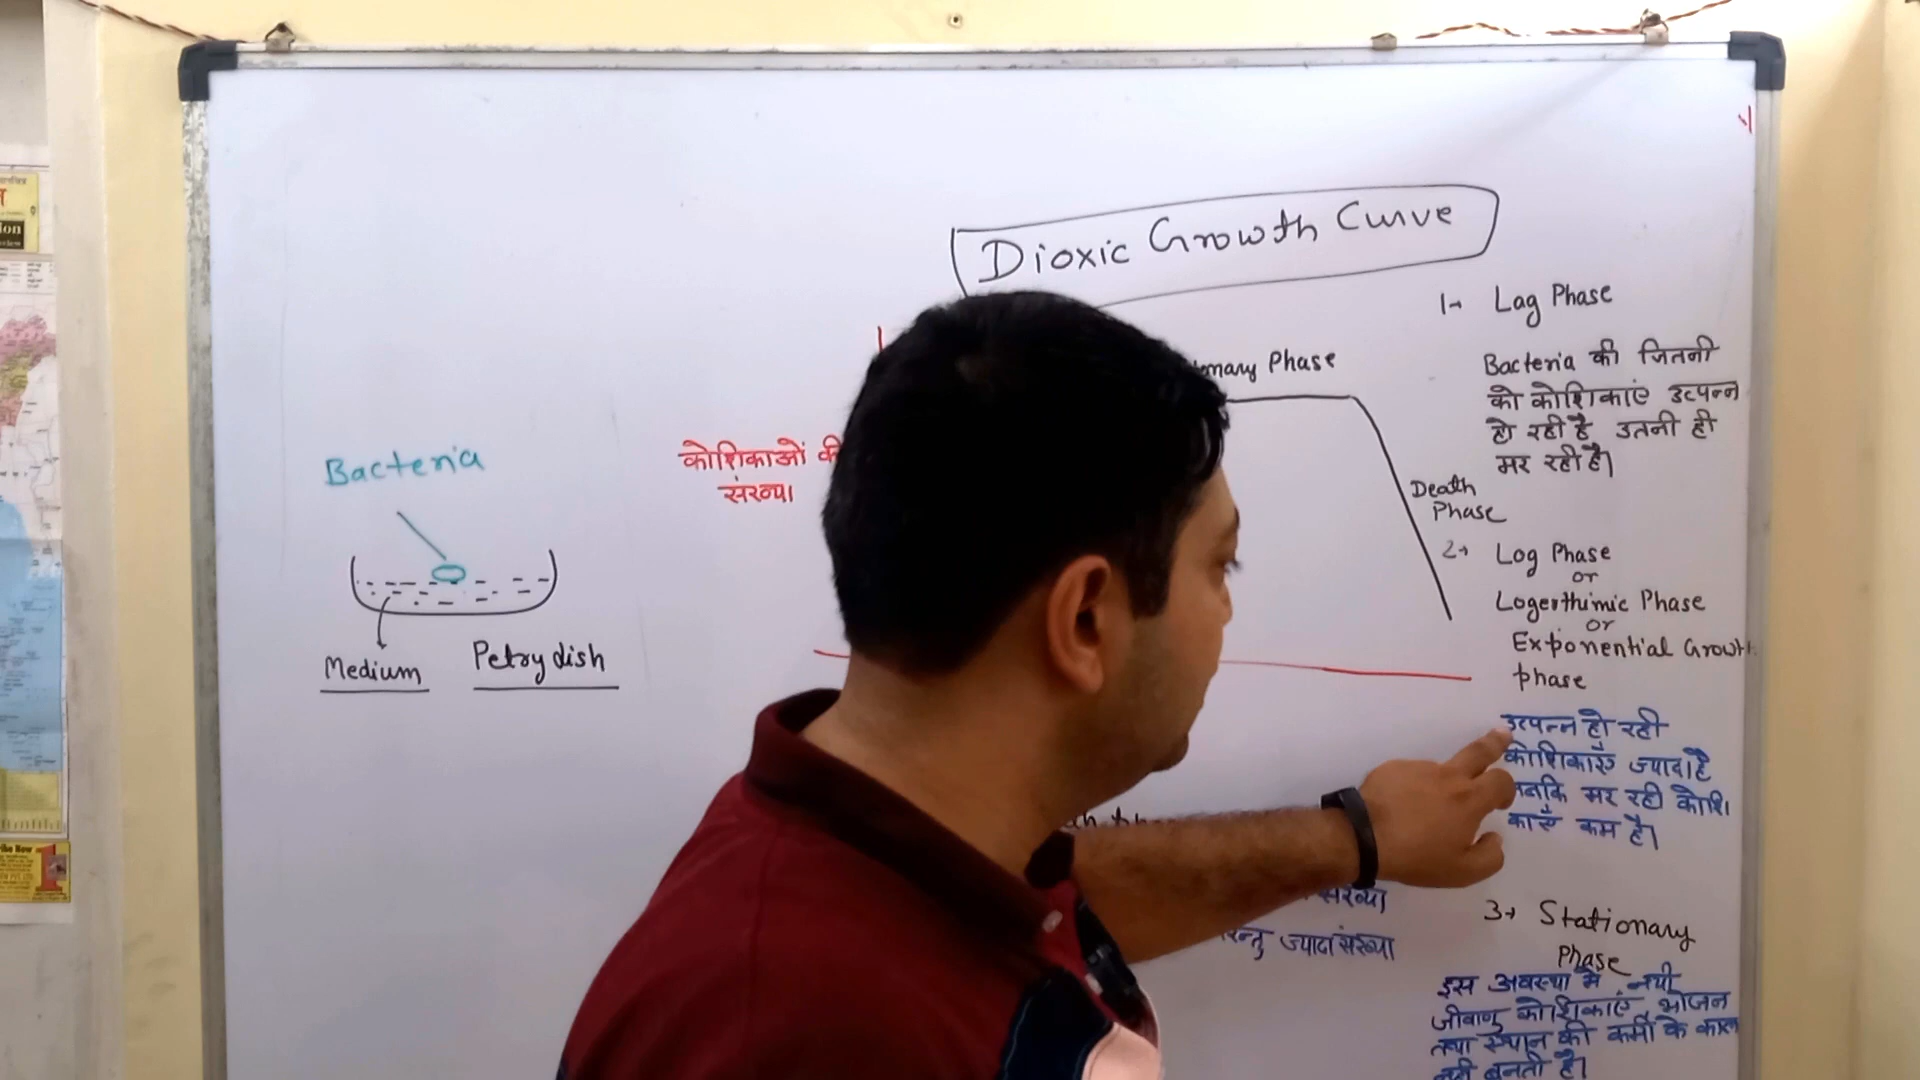 Dioxic Growth Curve
1→ Lag Phase
Bacteria की जितनी
को कोशिकाएं उत्पन्न
हो रही है उतनी ही
मर रही है।
Phase
Death
Phase
कोशिकाओं की
संख्या
Bacteria
Medium
Petry dish
2→ Log Phase
or
Logerthimic Phase
or
Exponential Growth
phase
उत्पन्न हो रही
कोशिकाएँ ज्यादा है
मर रही कोशि
काएँ कम है।
संख्या
ज्यादा संख्या
3→ Stationary
Phase
इस अवस्था में नयी
जीवाणु कोशिकाएं, भोजन
तथा स्थान की कमी के कारण
नही बनती है।